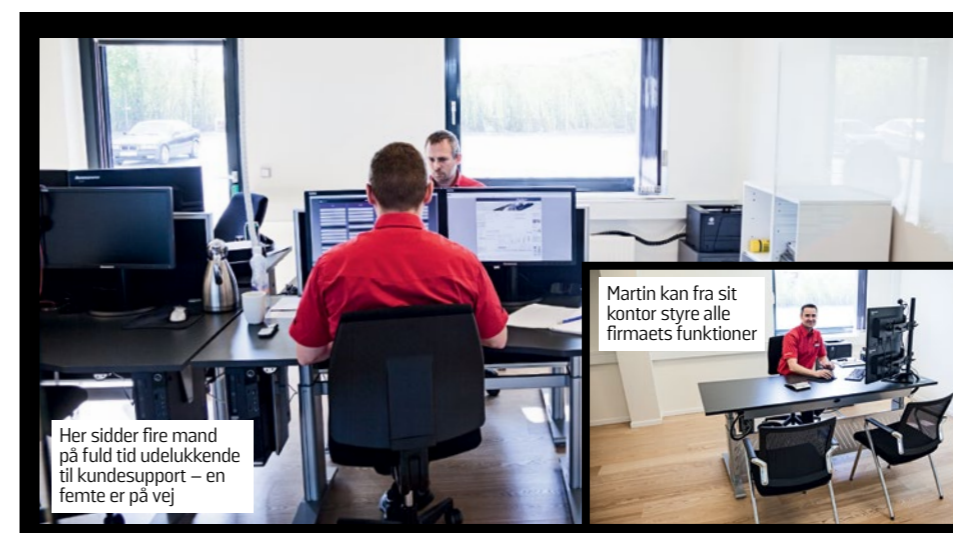 Martin kan fra sit
kontor styre alle
firmaets funktioner
Her sidder fire mand
på fuld tid udelukkende
til kundesupport – en
femte er på vej